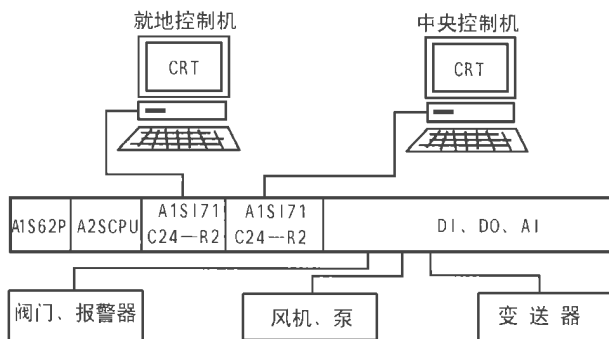 就地控制机
中央控制机
CRT
CRT
A1S62P
A2SCPU
A1SI71
C24—R2
A1SI71
C24—R2
DI、DO、AI
阀门、报警器
风机、泵
变送器